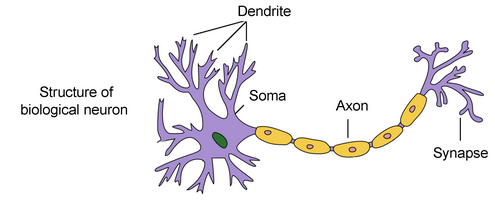 Dendrite
Structure of
biological neuron
Soma
Axon
Synapse